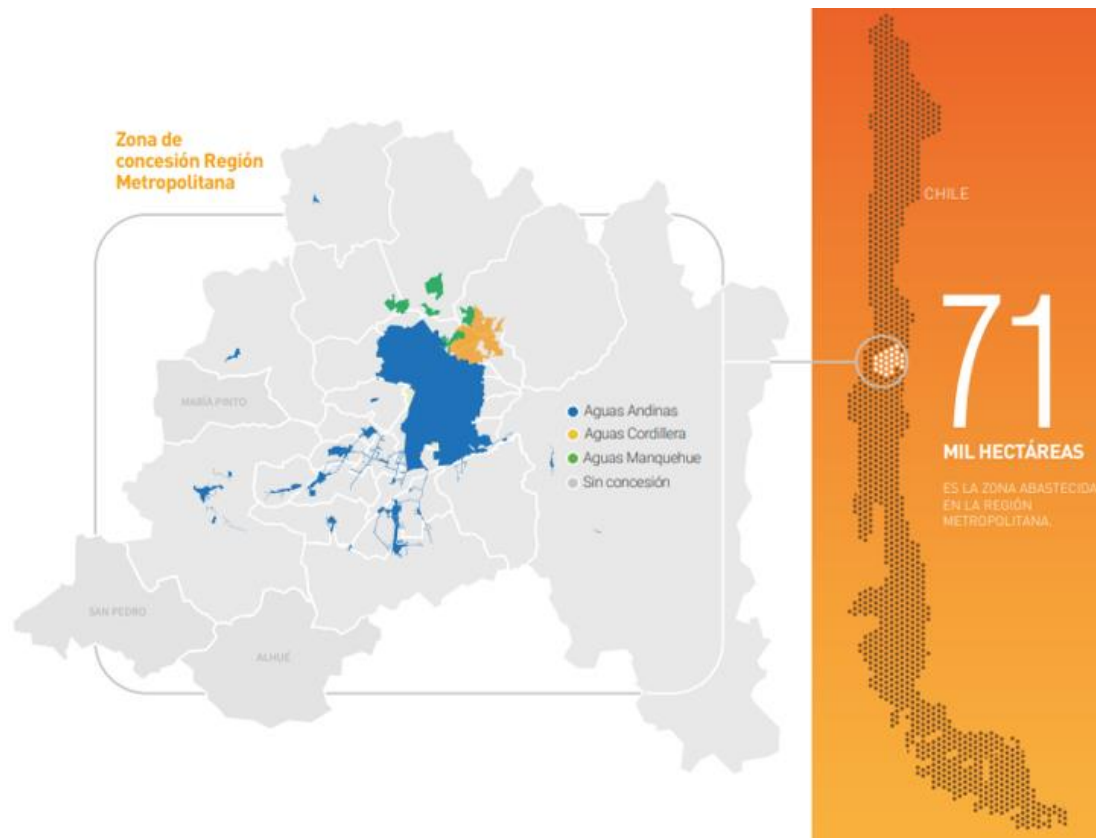 Zona de
concesión Región
Metropolitana
MARÍA PINTO
SAN PEDRO
ALHUÉ
Aguas Andinas
Aguas Cordillera
Aguas Manquehue
Sin concesión
CHILE
71
MIL HECTÁREAS
ES LA ZONA ABASTECIDA
EN LA REGIÓN
METROPOLITANA.